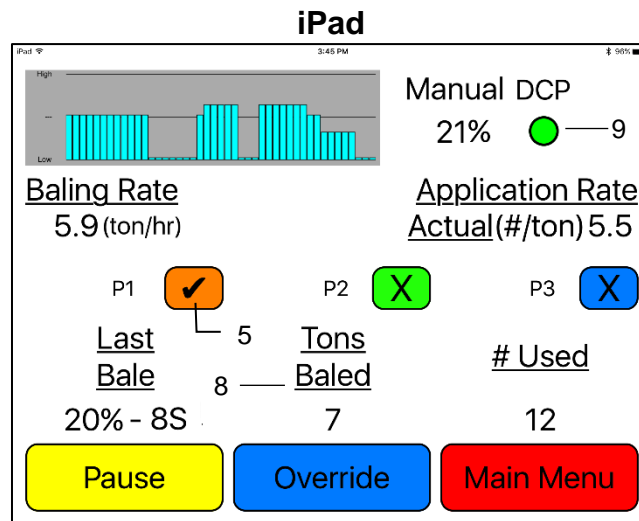 iPad
iPad 3:45 PM 96%
High
Manual DCP
21% 9
Low
Baling Rate
Application Rate
5.9 (ton/hr)
Actual (#/ton) 5.5
P1 ✔ P2 X P3 X
5
Last Tons
# Used
Bale 8 Baled
20% - 8S 7 12
Pause Override Main Menu